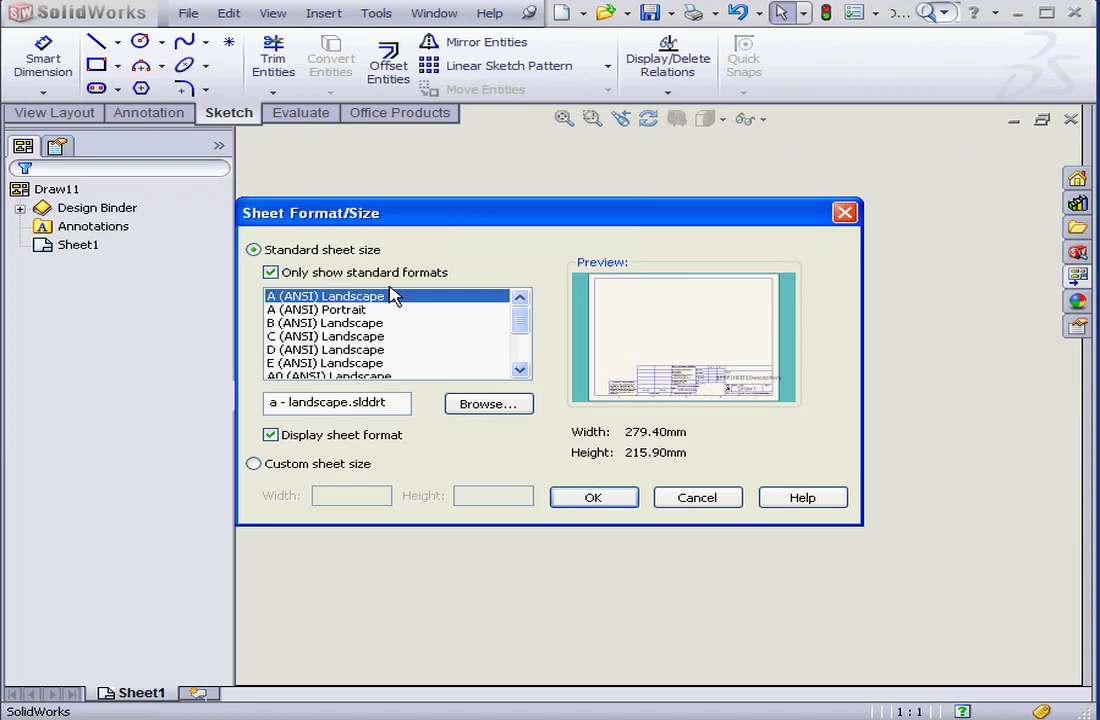 SolidWorks File Edit View Insert Tools Window Help
Smart Dimension
Trim Entities
Convert Entities
Offset Entities
Mirror Entities
Linear Sketch Pattern
Move Entities
Display/Delete Relations
Quick Snaps
View Layout Annotation Sketch Evaluate Office Products
Draw11
Design Binder
Annotations
Sheet1
Sheet Format/Size
Standard sheet size
Only show standard formats
A (ANSI) Landscape
A (ANSI) Portrait
B (ANSI) Landscape
C (ANSI) Landscape
D (ANSI) Landscape
E (ANSI) Landscape
A0 (ANSI) Landscape
a - landscape.slddrt
Browse...
Display sheet format
Custom sheet size
Width: Height:
Preview:
Width: 279.40mm
Height: 215.90mm
OK Cancel Help
Sheet1
SolidWorks 1 : 1